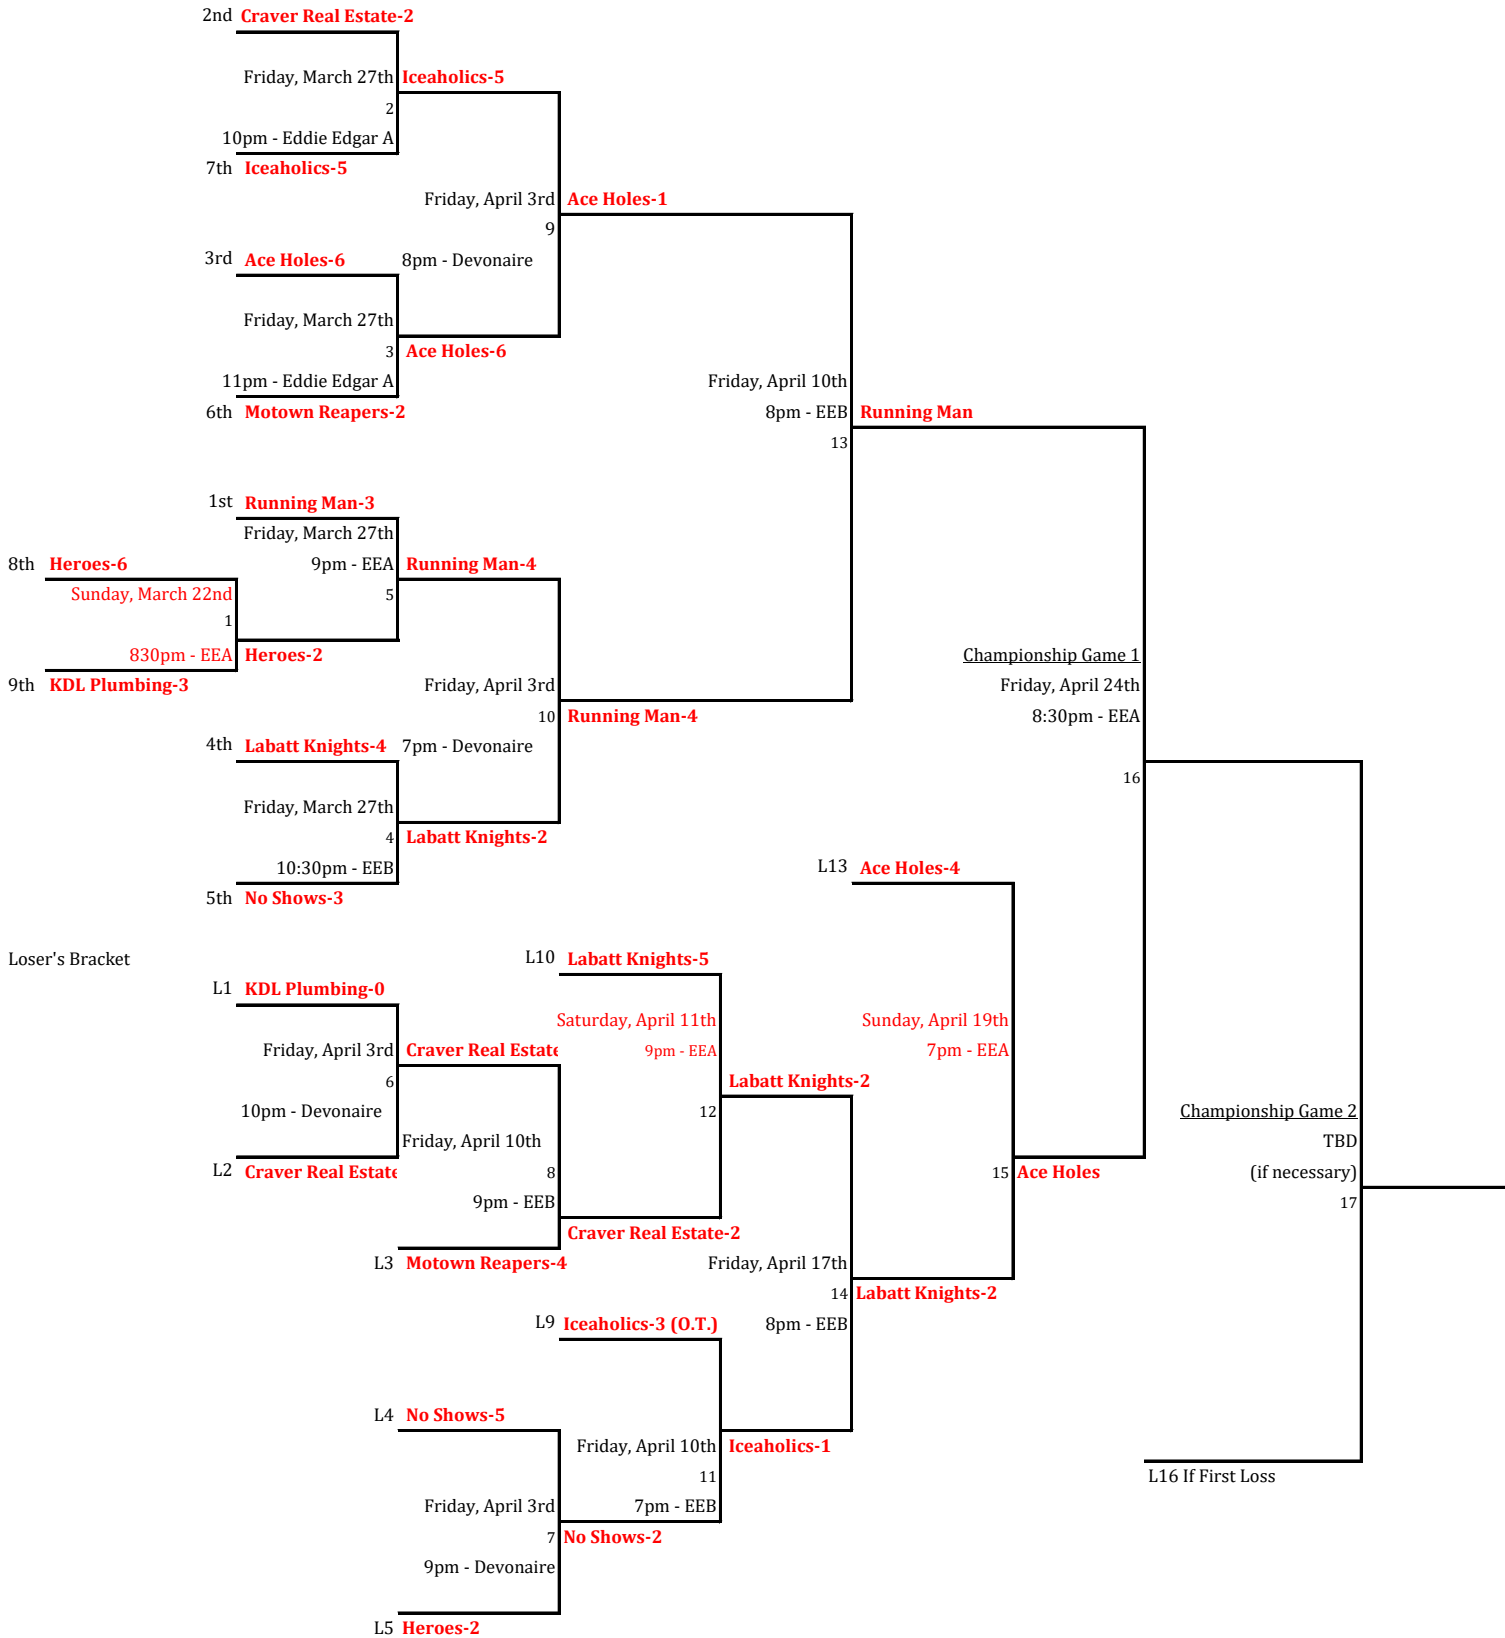 2nd Craver Real Estate-2
Friday, March 27th Iceaholics-5
2
10pm - Eddie Edgar A
7th Iceaholics-5
Friday, April 3rd Ace Holes-1
9
3rd Ace Holes-6 8pm - Devonaire
Friday, March 27th
3 Ace Holes-6
11pm - Eddie Edgar A Friday, April 10th
6th Motown Reapers-2 8pm - EEB Running Man
13
1st Running Man-3
Friday, March 27th
8th Heroes-6 9pm - EEA Running Man-4
Sunday, March 22nd 5
1
830pm - EEA Heroes-2 Championship Game 1
9th KDL Plumbing-3 Friday, April 3rd Friday, April 24th
10 Running Man-4 8:30pm - EEA
4th Labatt Knights-4 7pm - Devonaire
16
Friday, March 27th
4 Labatt Knights-2
10:30pm - EEB L13 Ace Holes-4
5th No Shows-3
Loser's Bracket L10 Labatt Knights-5
L1 KDL Plumbing-0
Saturday, April 11th Sunday, April 19th
Friday, April 3rd Craver Real Estate 9pm - EEA 7pm - EEA
6 Labatt Knights-2
10pm - Devonaire 12 Championship Game 2
Friday, April 10th TBD
L2 Craver Real Estate 8 15 Ace Holes (if necessary)
9pm - EEB 17
Craver Real Estate-2
L3 Motown Reapers-4 Friday, April 17th
14 Labatt Knights-2
L9 Iceaholics-3 (O.T.) 8pm - EEB
L4 No Shows-5
Friday, April 10th Iceaholics-1
11 L16 If First Loss
Friday, April 3rd 7pm - EEB
7 No Shows-2
9pm - Devonaire
L5 Heroes-2